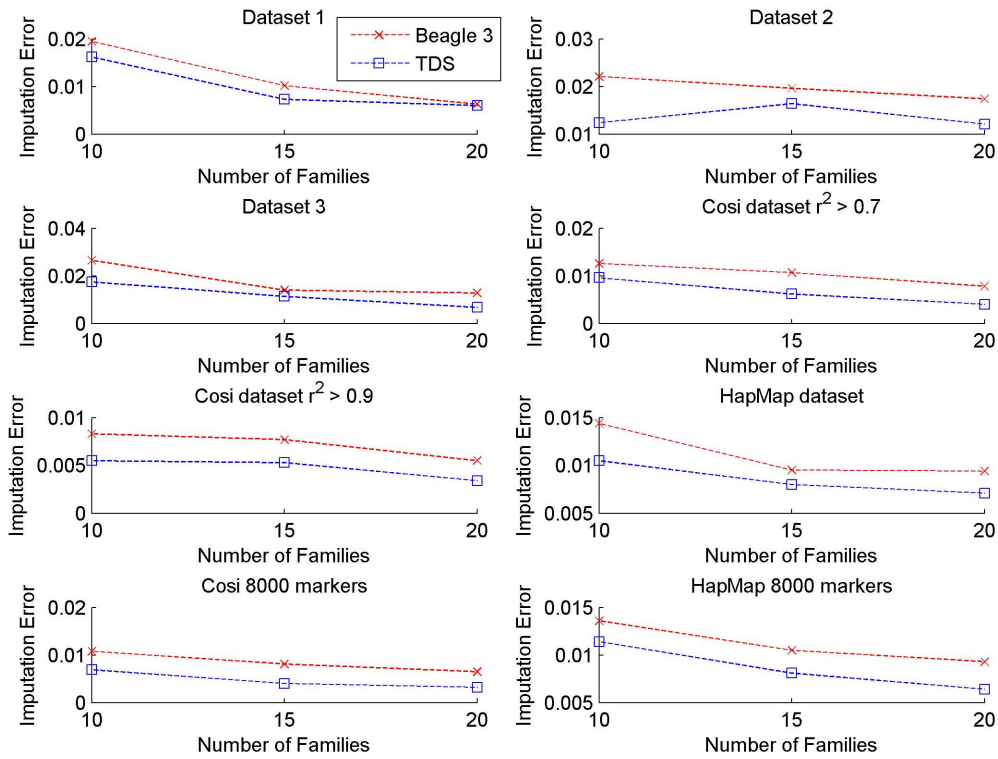 Dataset 1
Imputation Error
0.02
0.01
0
10
15
20
Number of Families
Beagle 3
TDS
Dataset 2
Imputation Error
0.03
0.02
0.01
10
15
20
Number of Families
Dataset 3
Imputation Error
0.04
0.02
0
10
15
20
Number of Families
Cosi dataset r² > 0.7
Imputation Error
0.02
0.01
0
10
15
20
Number of Families
Cosi dataset r² > 0.9
Imputation Error
0.01
0.005
0
10
15
20
Number of Families
HapMap dataset
Imputation Error
0.015
0.01
0.005
10
15
20
Number of Families
Cosi 8000 markers
Imputation Error
0.02
0.01
0
10
15
20
Number of Families
HapMap 8000 markers
Imputation Error
0.015
0.01
0.005
10
15
20
Number of Families